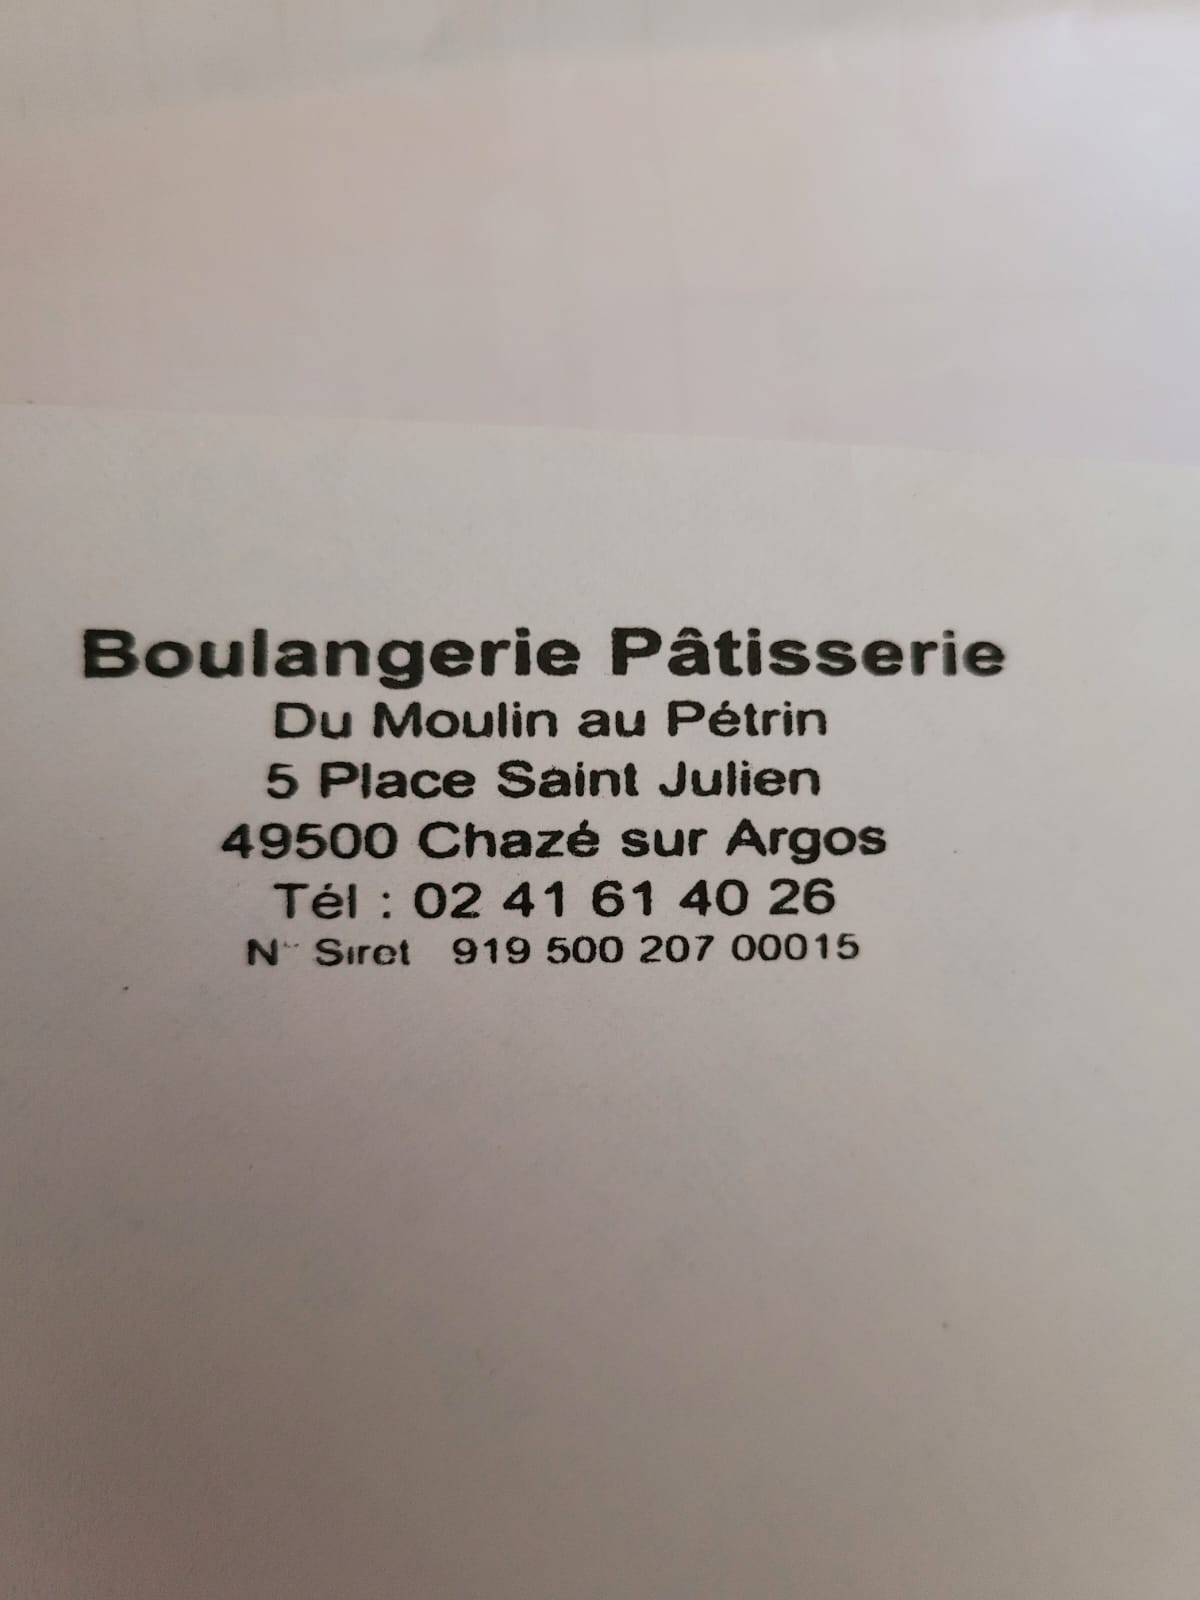 Boulangerie Pâtisserie
Du Moulin au Pétrin
5 Place Saint Julien
49500 Chazé sur Argos
Tél : 02 41 61 40 26
N° Siret 919 500 207 00015